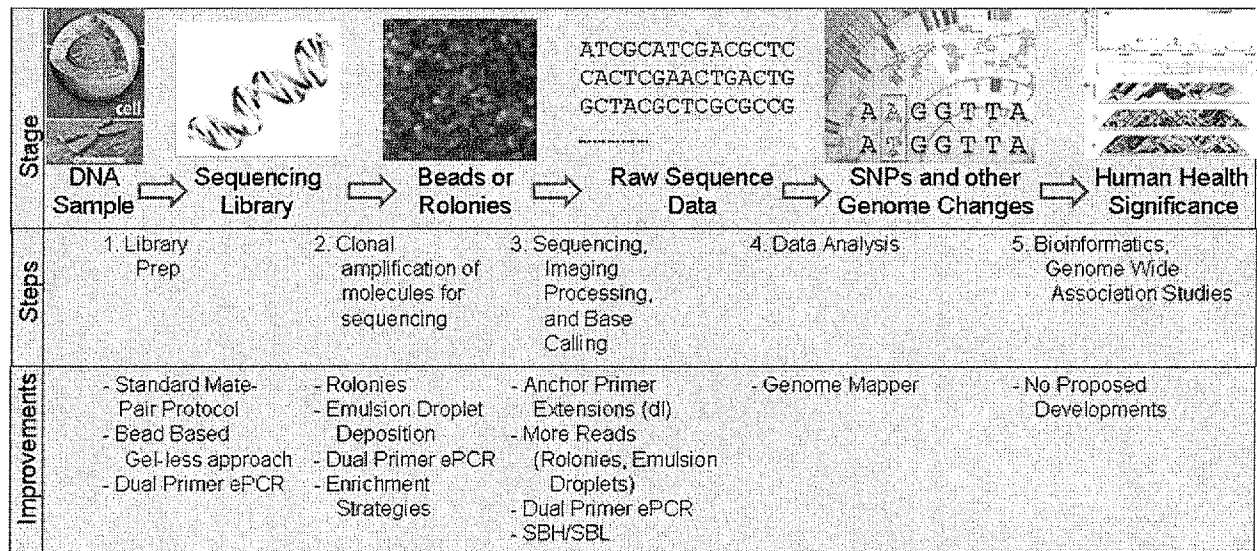 Stage
cell
ATCGCATCGACGCTC
CACTCGAACTGACTG
GCTACGCTCGCGCCG
A A G G T T A
A T G G T T A
DNA Sample
Sequencing Library
Beads or Rolonies
Raw Sequence Data
SNPs and other Genome Changes
Human Health Significance
Steps
1. Library
Prep
2. Clonal
amplification of
molecules for
sequencing
3. Sequencing,
Imaging
Processing,
and Base
Calling
4. Data Analysis
5. Bioinformatics,
Genome Wide
Association Studies
Improvements
- Standard Mate-
Pair Protocol
- Bead Based
Gel-less approach
- Dual Primer ePCR
- Rolonies
- Emulsion Droplet
Deposition
- Dual Primer ePCR
- Enrichment
Strategies
- Anchor Primer
Extensions (dI)
- More Reads
(Rolonies, Emulsion
Droplets)
- Dual Primer ePCR
- SBH/SBL
- Genome Mapper
- No Proposed
Developments